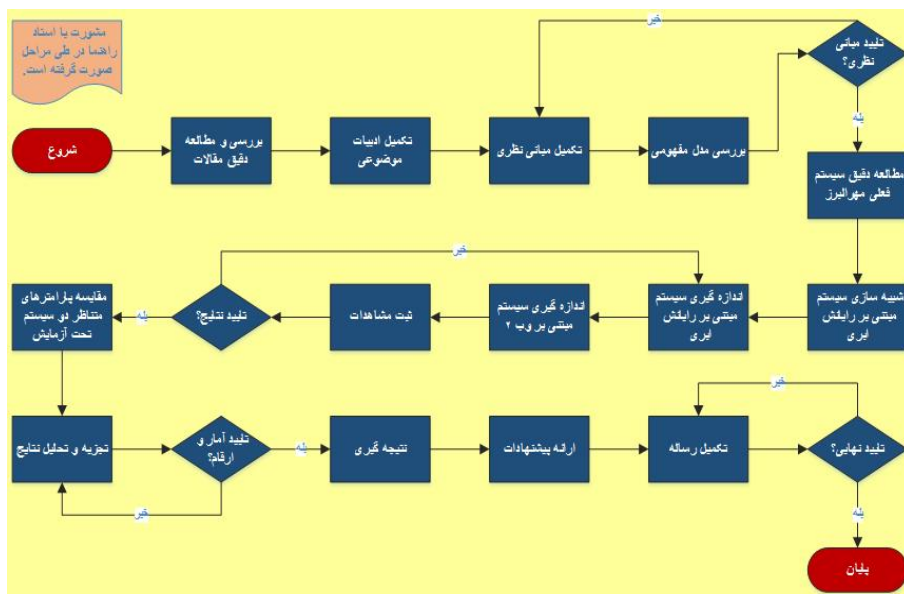 مشورت با استاد
راهنما در طی مراحل
صورت گرفته است.
خیر
تایید مبانی
نظری؟
بله
شروع
بررسی و مطالعه
دقیق مقالات
تکمیل ادبیات
موضوعی
تکمیل مبانی نظری
بررسی مدل مفهومی
مطالعه دقیق سیستم
فعلی مهرالبرز
شبیه سازی سیستم
مبتنی بر رایانش
ابری
اندازه گیری سیستم
مبتنی بر رایانش
ابری
اندازه گیری سیستم
مبتنی بر وب ۲
ثبت مشاهدات
خیر
تایید نتایج؟
بله
مقایسه پارامترهای
متناظر دو سیستم
تحت آزمایش
تجزیه و تحلیل نتایج
تایید آمار و
ارقام؟
خیر
بله
نتیجه گیری
ارائه پیشنهادات
تکمیل رساله
خیر
تایید نهایی؟
بله
پایان